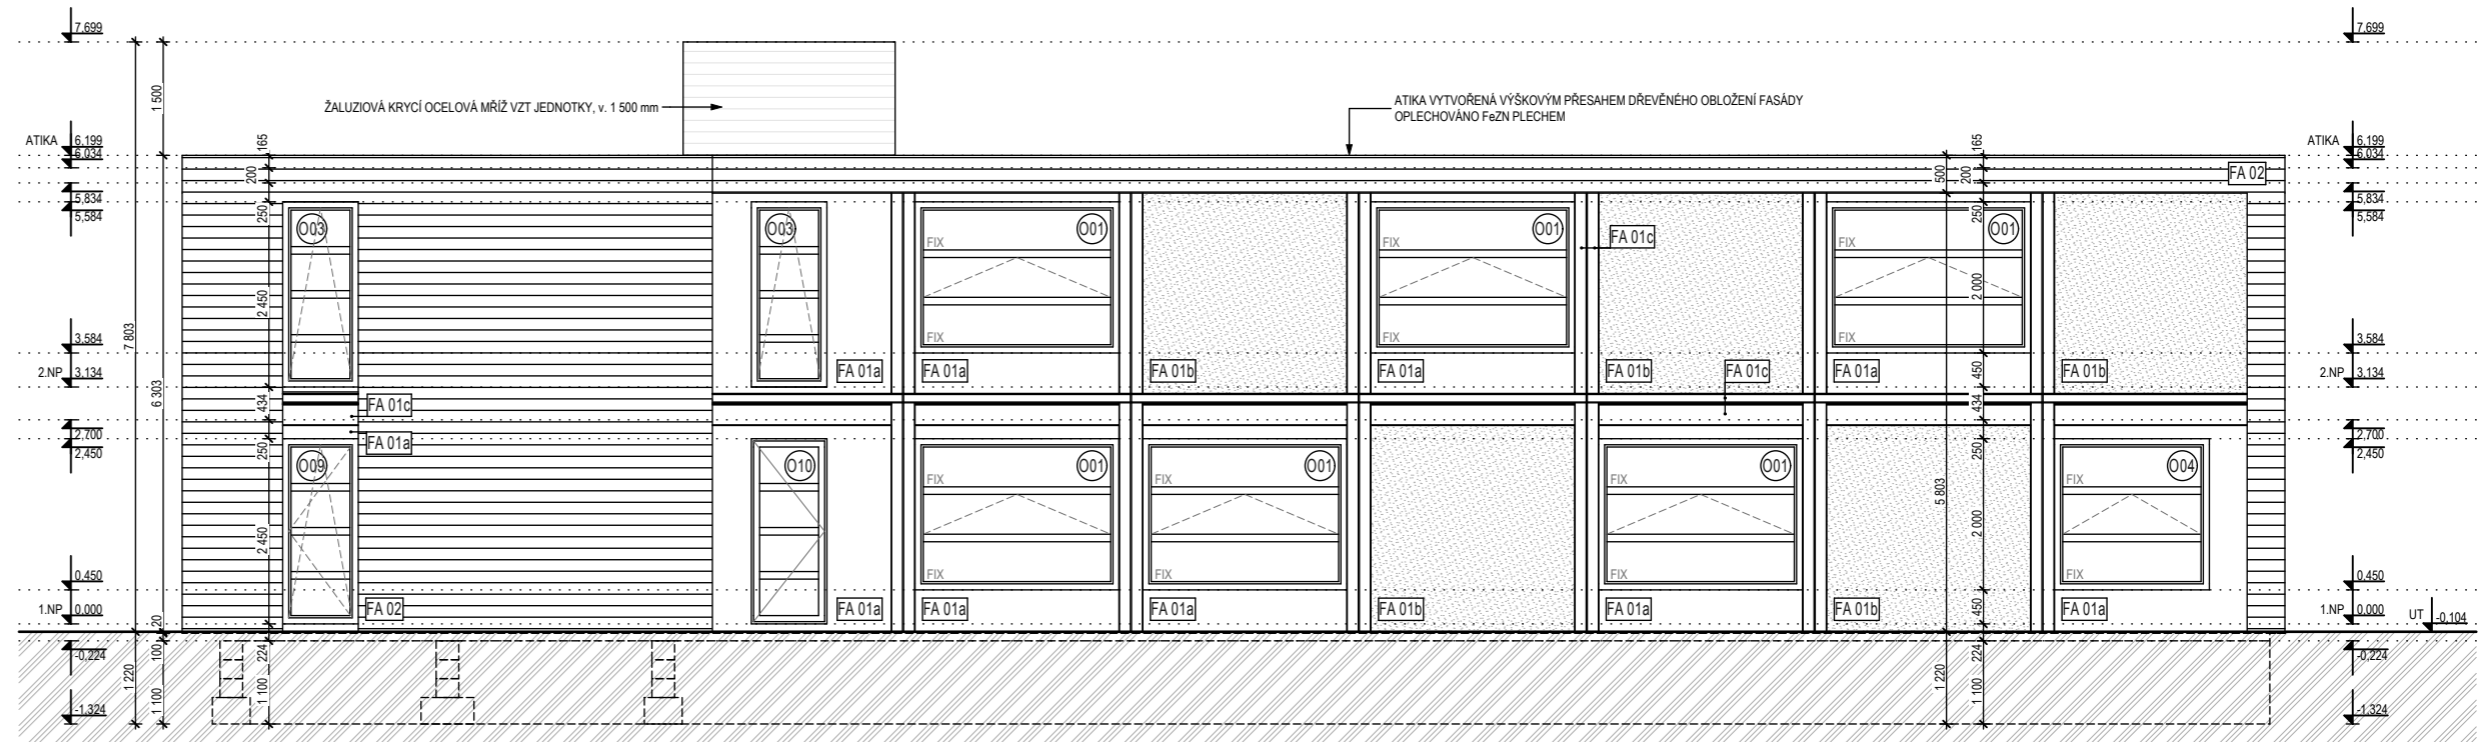 7.699
7.699
1 500
ŽALUZIOVÁ KRYCÍ OCELOVÁ MŘÍŽ VZT JEDNOTKY, v. 1 500 mm
ATIKA VYTVOŘENÁ VÝŠKOVÝM PŘESAHEM DŘEVĚNÉHO OBLOŽENÍ FASÁDY
OPLECHOVÁNO FeZN PLECHEM
ATIKA 6.199
6.034
165
165
ATIKA 6.199
6.034
200
500
200
FA 02
5,834
5,584
250
250
5,834
5,584
O03
O03
O01
O01
O01
FIX
FIX
FIX
FA 01c
2 450
2 000
7 803
6 303
3.584
FIX
FIX
FIX
3.584
2.NP 3.134
FA 01a
FA 01a
FA 01b
FA 01a
FA 01b
FA 01c
FA 01a
FA 01b
450
2.NP 3.134
434
FA 01c
434
2,700
2,450
250
FA 01a
250
2,700
2,450
O09
O10
O01
O01
O01
O04
FIX
FIX
FIX
FIX
2 450
5 803
2 000
0.450
FIX
FIX
FIX
FIX
0.450
1.NP 0.000
20
FA 02
FA 01a
FA 01a
FA 01a
FA 01b
FA 01a
FA 01b
FA 01a
450
1.NP 0.000
UT -0,104
-0,224
100
224
224
-0,224
1 220
1 100
1 100
1 220
1 100
-1,324
-1,324